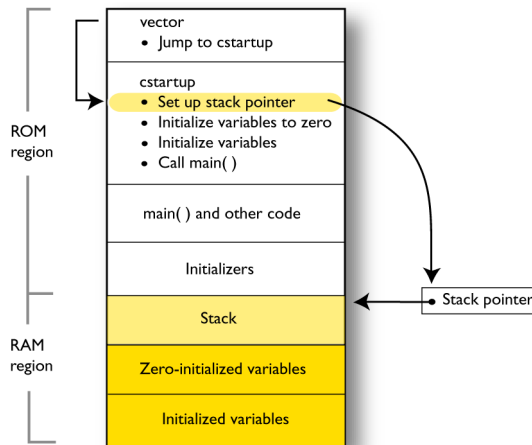 vector
• Jump to cstartup
cstartup
• Set up stack pointer
• Initialize variables to zero
• Initialize variables
• Call main( )
ROM
region
main( ) and other code
Initializers
Stack pointer
Stack
RAM
region
Zero-initialized variables
Initialized variables